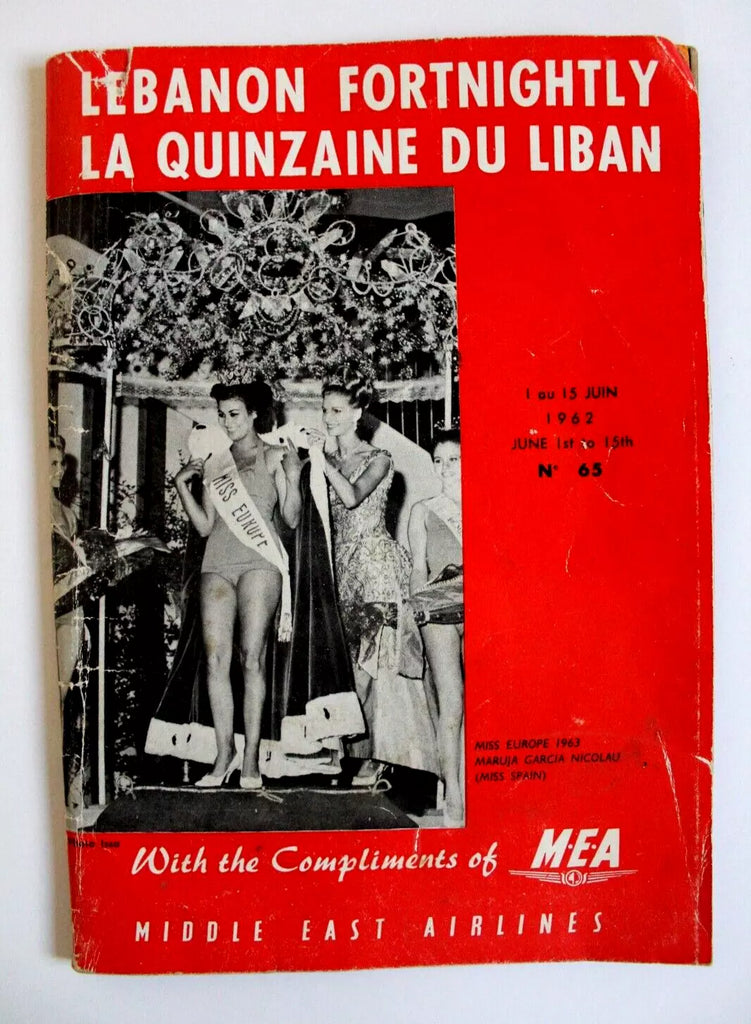 LEBANON FORTNIGHTLY
LA QUINZAINE DU LIBAN
1 au 15 JUIN
1962
JUNE 1st to 15th
N° 65
MISS EUROPE
MISS EUROPE 1963
MARUJA GARCIA NICOLAU
(MISS SPAIN)
With the Compliments of M·E·A
MIDDLE EAST AIRLINES